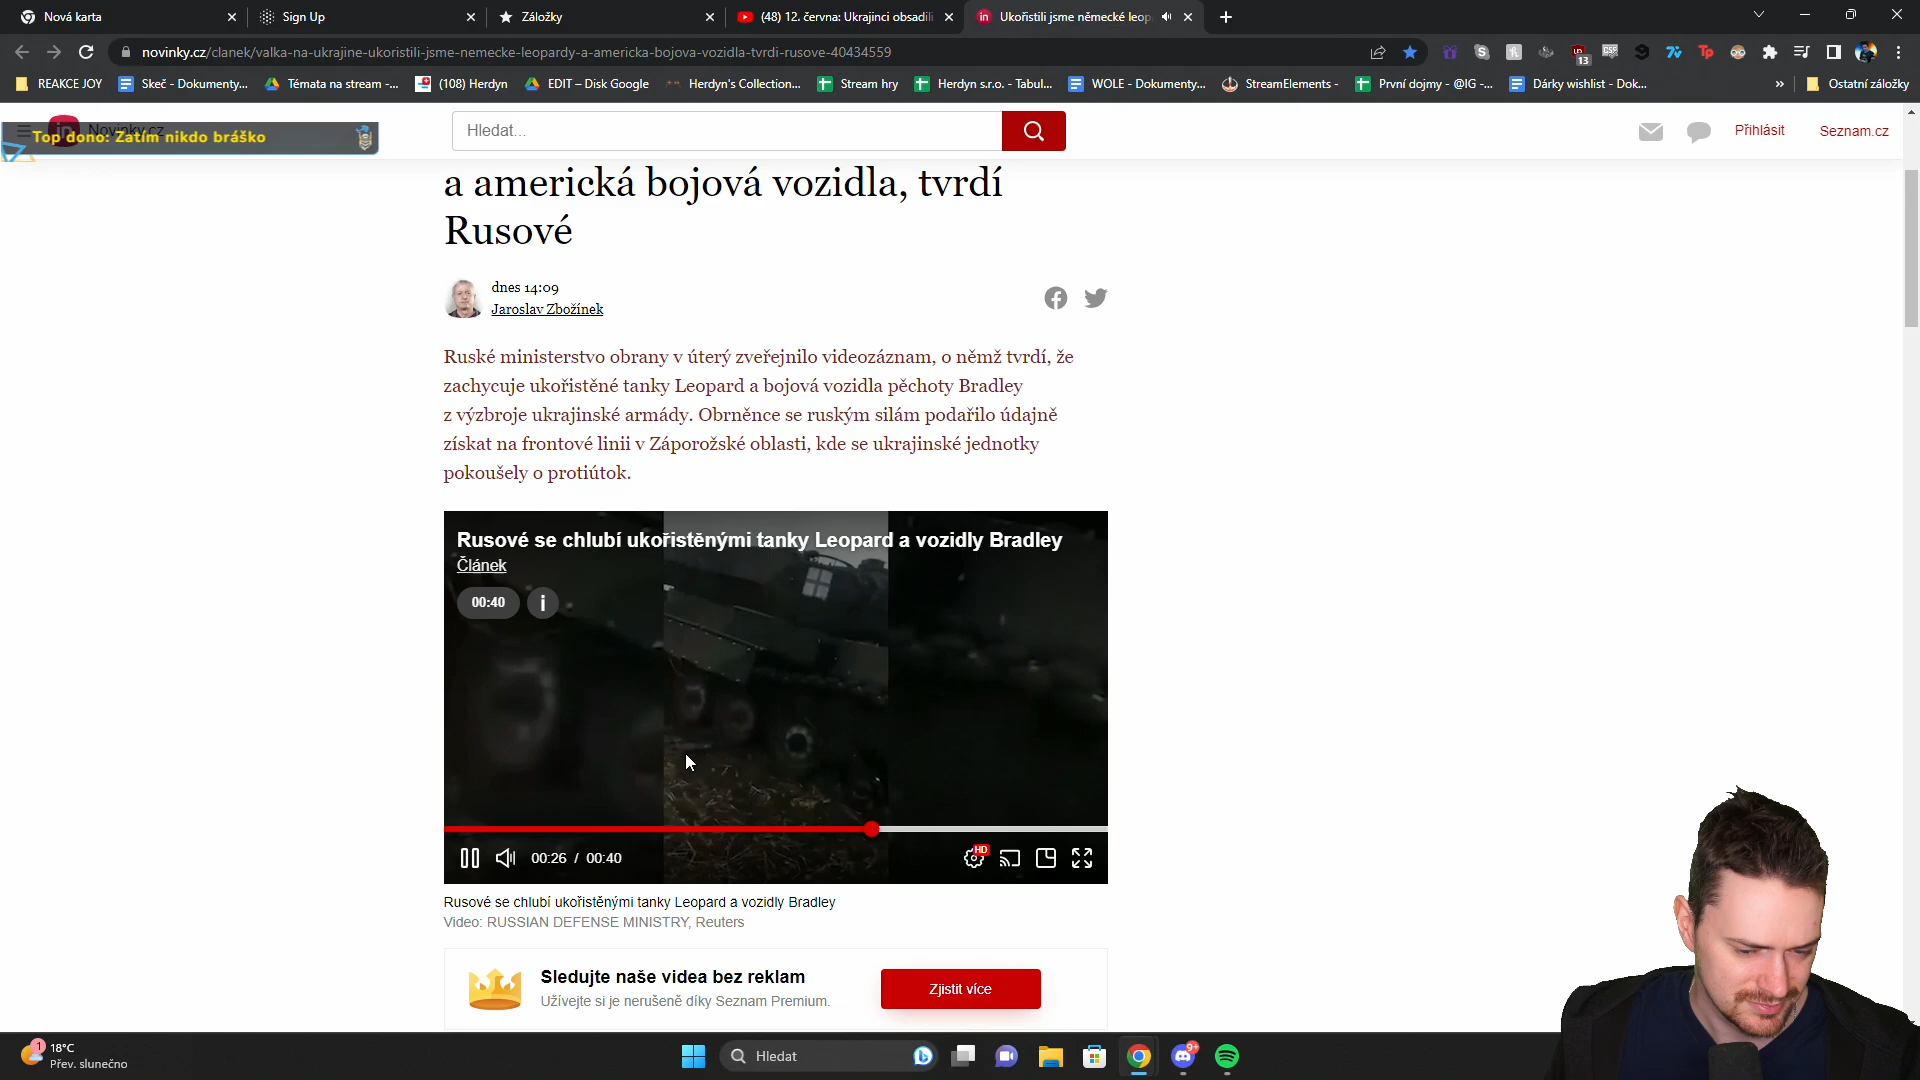 Nová karta
Sign Up
Záložky
(48) 12. června: Ukrajinci obsadili
Ukořistili jsme německé leop
novinky.cz/clanek/valka-na-ukrajine-ukoristili-jsme-nemecke-leopardy-a-americka-bojova-vozidla-tvrdi-rusove-40434559
13
REAKCE JOY
Skeč - Dokumenty...
Témata na stream -...
(108) Herdyn
EDIT – Disk Google
Herdyn's Collection...
Stream hry
Herdyn s.r.o. - Tabul...
WOLE - Dokumenty...
StreamElements -
První dojmy - @IG -...
Dárky wishlist - Dok...
»
Ostatní záložky
Novinky.cz
Top dono: Zatím nikdo bráško
Hledat...
Přihlásit
Seznam.cz
a americká bojová vozidla, tvrdí
Rusové
dnes 14:09
Jaroslav Zbožínek
Ruské ministerstvo obrany v úterý zveřejnilo videozáznam, o němž tvrdí, že
zachycuje ukořistěné tanky Leopard a bojová vozidla pěchoty Bradley
z výzbroje ukrajinské armády. Obrněnce se ruským silám podařilo údajně
získat na frontové linii v Záporožské oblasti, kde se ukrajinské jednotky
pokoušely o protiútok.
Rusové se chlubí ukořistěnými tanky Leopard a vozidly Bradley
Článek
00:40
i
00:26 / 00:40
HD
Rusové se chlubí ukořistěnými tanky Leopard a vozidly Bradley
Video: RUSSIAN DEFENSE MINISTRY, Reuters
Sledujte naše videa bez reklam
Užívejte si je nerušeně díky Seznam Premium.
Zjistit více
1
18°C
Přev. slunečno
Hledat
9+